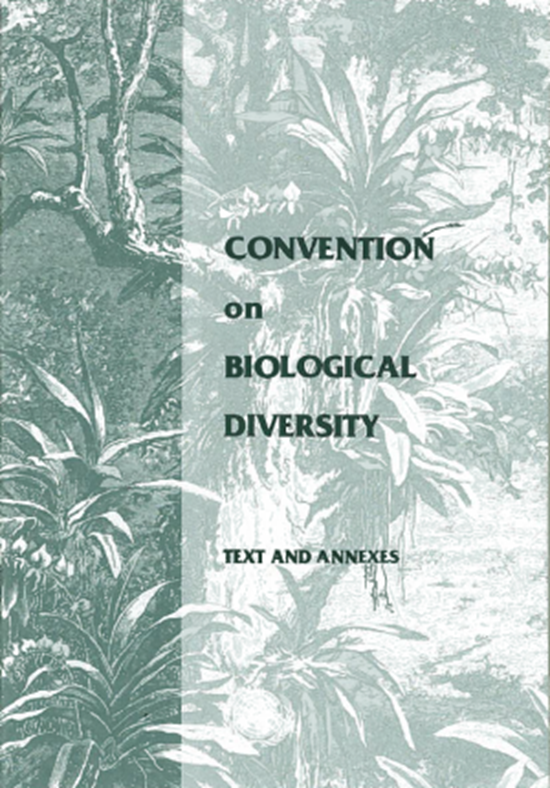 CONVENTION
on
BIOLOGICAL
DIVERSITY
TEXT AND ANNEXES